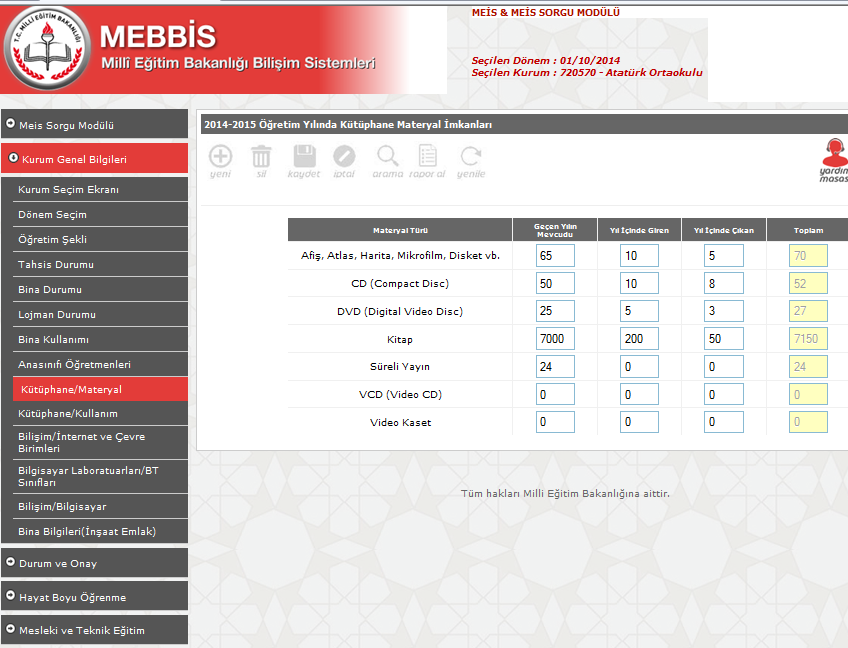 MEİS & MEİS SORGU MODÜLÜ
T.C. MİLLÎ EĞİTİM BAKANLIĞI
MEBBİS
Millî Eğitim Bakanlığı Bilişim Sistemleri
Seçilen Dönem : 01/10/2014
Seçilen Kurum : 720570 - Atatürk Ortaokulu
Meis Sorgu Modülü
Kurum Genel Bilgileri
Kurum Seçim Ekranı
Dönem Seçim
Öğretim Şekli
Tahsis Durumu
Bina Durumu
Lojman Durumu
Bina Kullanımı
Anasınıfı Öğretmenleri
Kütüphane/Materyal
Kütüphane/Kullanım
Bilişim/İnternet ve Çevre
Birimleri
Bilgisayar Laboratuarları/BT
Sınıfları
Bilişim/Bilgisayar
Bina Bilgileri(İnşaat Emlak)
Durum ve Onay
Hayat Boyu Öğrenme
Mesleki ve Teknik Eğitim
2014-2015 Öğretim Yılında Kütüphane Materyal İmkanları
yeni sil kaydet iptal arama raporal yenile
yardım
masası
Materyal Türü Geçen Yılın Mevcudu Yıl İçinde Giren Yıl İçinde Çıkan Toplam
Afiş, Atlas, Harita, Mikrofilm, Disket vb. 65 10 5 70
CD (Compact Disc) 50 10 8 52
DVD (Digital Video Disc) 25 5 3 27
Kitap 7000 200 50 7150
Süreli Yayın 24 0 0 24
VCD (Video CD) 0 0 0 0
Video Kaset 0 0 0 0
Tüm hakları Milli Eğitim Bakanlığına aittir.